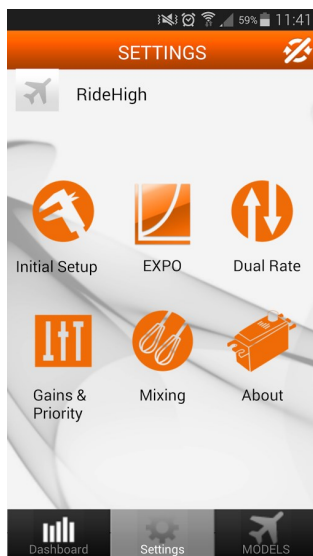 59% 11:41
SETTINGS
RideHigh
Initial Setup EXPO Dual Rate
Gains & Mixing About
Priority
Dashboard Settings MODELS